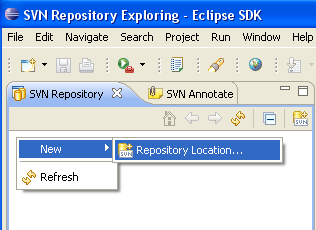 SVN Repository Exploring - Eclipse SDK
File Edit Navigate Search Project Run Window
SVN Repository SVN Annotate
SVN
New Repository Location...
Refresh